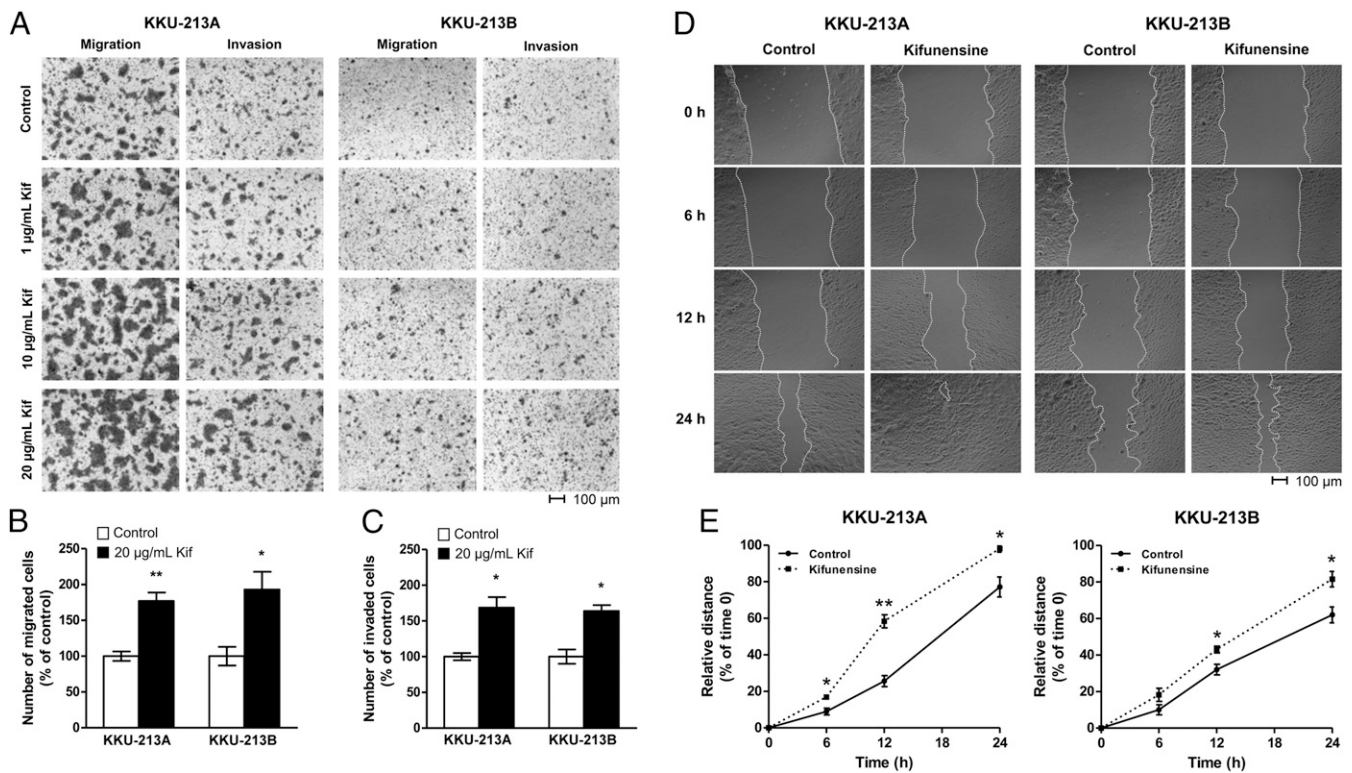 A
KKU-213A
KKU-213B
Migration
Invasion
Migration
Invasion
Control
1 µg/mL Kif
10 µg/mL Kif
20 µg/mL Kif
100 µm
D
KKU-213A
KKU-213B
Control
Kifunensine
Control
Kifunensine
0 h
6 h
12 h
24 h
100 µm
B
Control
20 µg/mL Kif
Number of migrated cells
(% of control)
250
200
150
100
50
0
**
*
KKU-213A
KKU-213B
C
Control
20 µg/mL Kif
Number of invaded cells
(% of control)
250
200
150
100
50
0
*
*
KKU-213A
KKU-213B
E
KKU-213A
Control
Kifunensine
Relative distance
(% of time 0)
100
80
60
40
20
0
*
**
*
0 6 12 18 24
Time (h)
KKU-213B
Control
Kifunensine
Relative distance
(% of time 0)
100
80
60
40
20
0
*
*
0 6 12 18 24
Time (h)